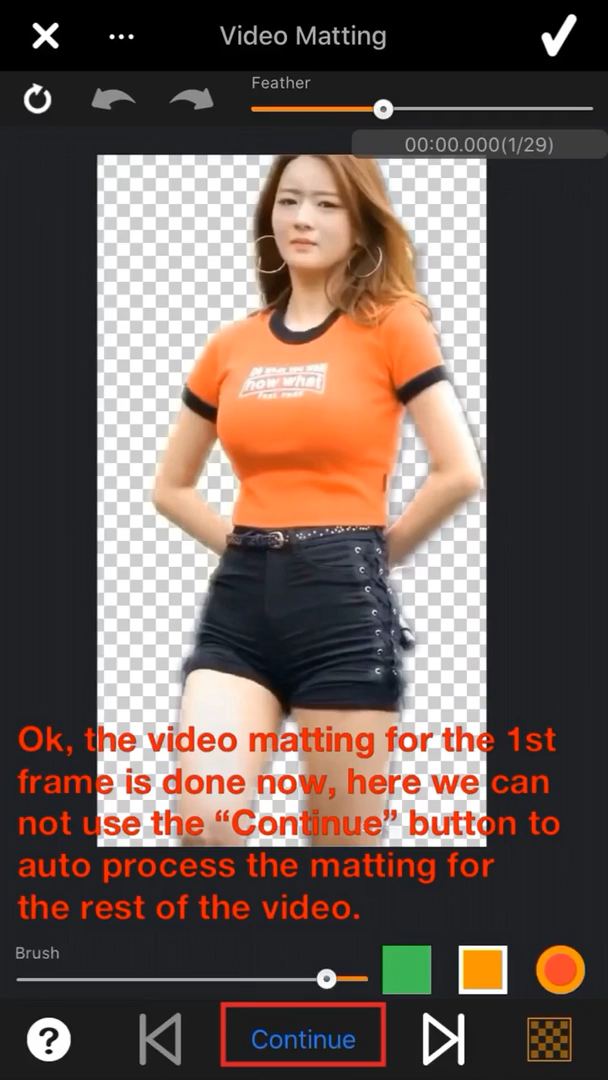 Video Matting
Feather
00:00.000(1/29)
how what
Ok, the video matting for the 1st
frame is done now, here we can
not use the “Continue” button to
auto process the matting for
the rest of the video.
Brush
?
Continue